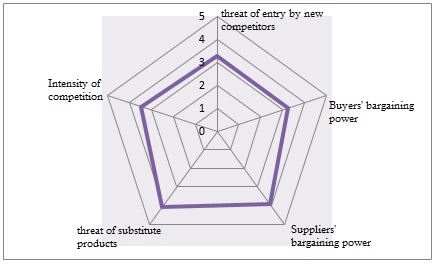 5
threat of entry by new
competitors
4
3
2
1
0
Intensity of
competition
Buyers' bargaining
power
threat of substitute
products
Suppliers'
bargaining power